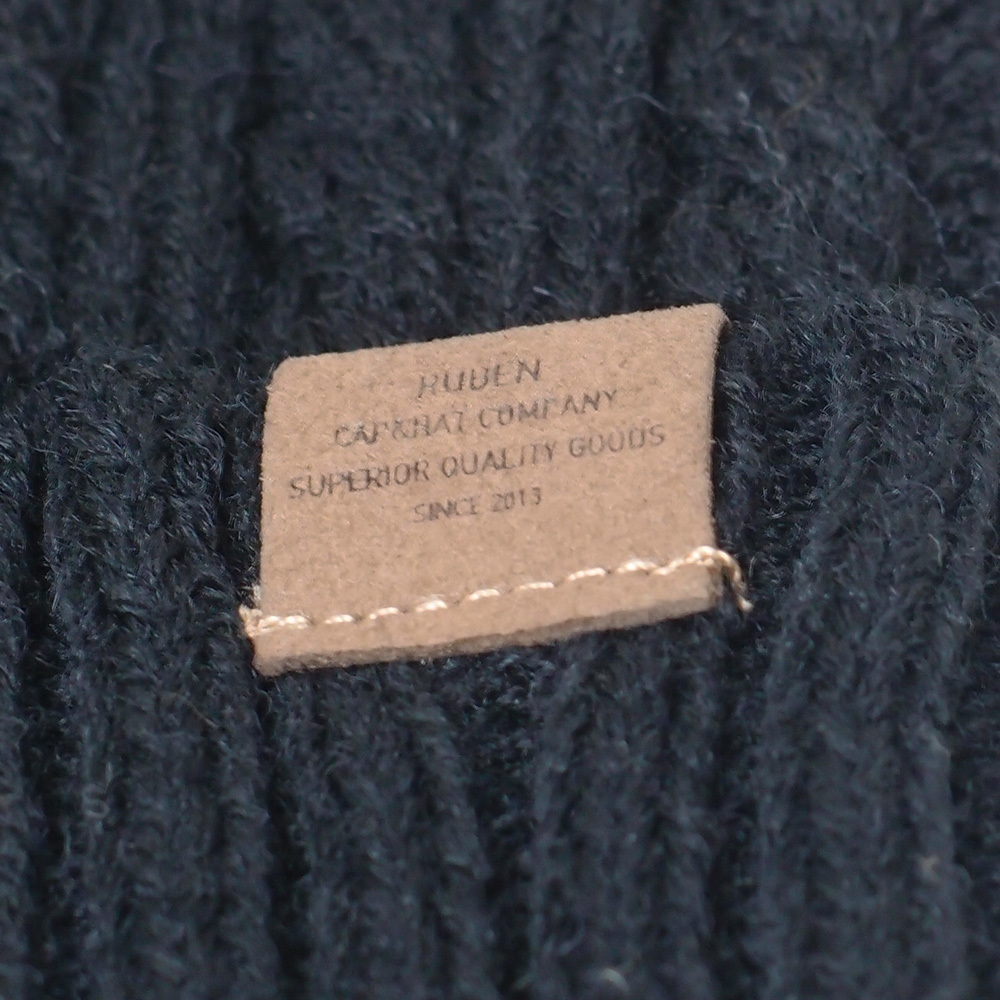 RUBEN
CAP&HAT COMPANY
SUPERIOR QUALITY GOODS
SINCE 2013